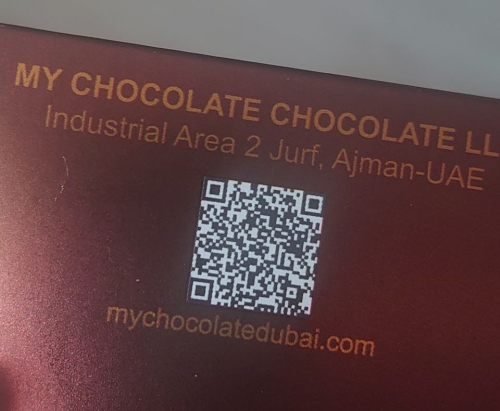 MY CHOCOLATE CHOCOLATE LL
Industrial Area 2 Jurf, Ajman-UAE
mychocolatedubai.com